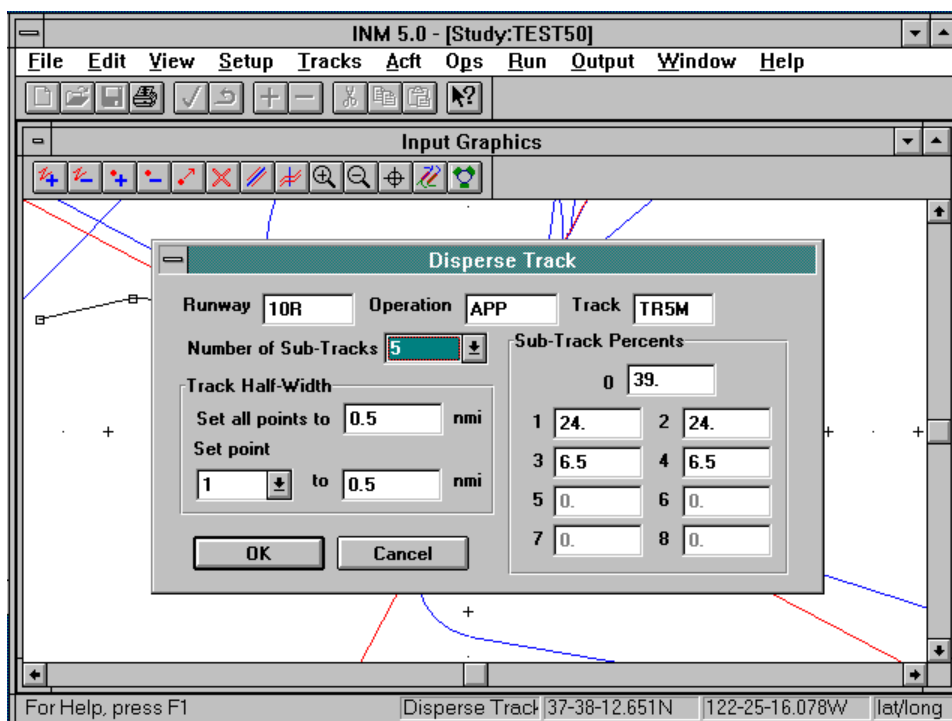 INM 5.0 - [Study:TEST50]
File Edit View Setup Tracks Acft Ops Run Output Window Help
Input Graphics
Disperse Track
Runway 10R Operation APP Track TR5M
Number of Sub-Tracks 5
Sub-Track Percents
0 39.
Track Half-Width
Set all points to 0.5 nmi
1 24. 2 24.
Set point
1 to 0.5 nmi
3 6.5 4 6.5
5 0. 6 0.
7 0. 8 0.
OK Cancel
For Help, press F1 Disperse Track 37-38-12.651N 122-25-16.078W lat/long